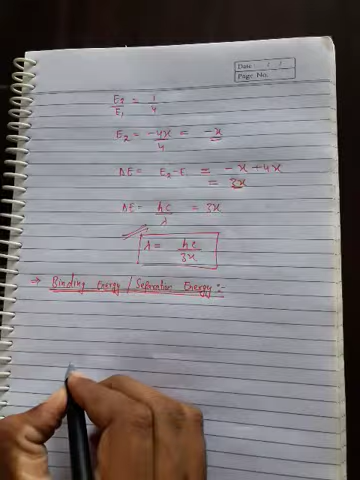 Date : / /
Page No.
E2/E1 = 1/4
E2 = -4x/4 = -x
ΔE = E2-E1 = -x+4x
= 3x
ΔE = hc/λ = 3x
λ = hc/3x
→ Binding Energy / Sepration Energy :-